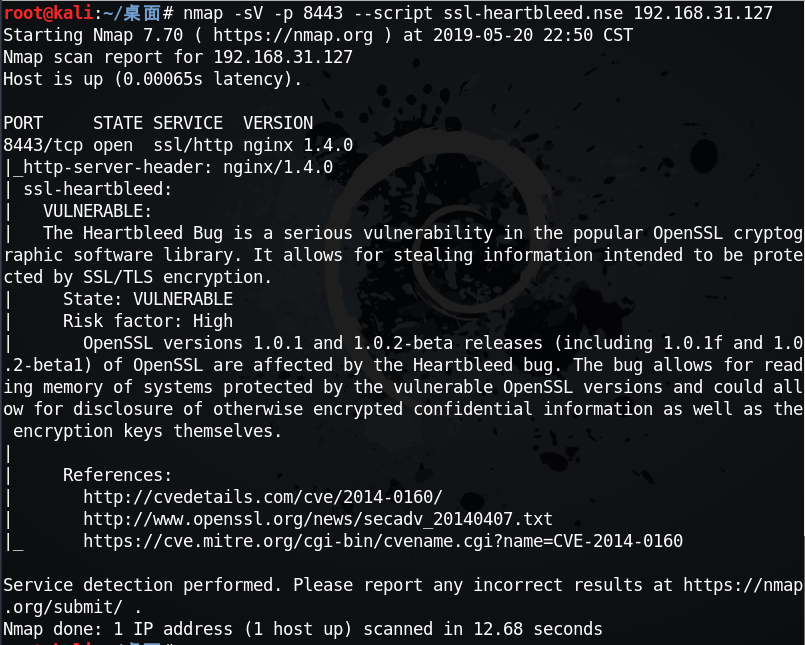 root@kali:~/桌面# nmap -sV -p 8443 --script ssl-heartbleed.nse 192.168.31.127
Starting Nmap 7.70 ( https://nmap.org ) at 2019-05-20 22:50 CST
Nmap scan report for 192.168.31.127
Host is up (0.00065s latency).

PORT     STATE SERVICE  VERSION
8443/tcp open  ssl/http nginx 1.4.0
|_http-server-header: nginx/1.4.0
| ssl-heartbleed:
|   VULNERABLE:
|   The Heartbleed Bug is a serious vulnerability in the popular OpenSSL cryptog
raphic software library. It allows for stealing information intended to be prote
cted by SSL/TLS encryption.
|     State: VULNERABLE
|     Risk factor: High
|       OpenSSL versions 1.0.1 and 1.0.2-beta releases (including 1.0.1f and 1.0
.2-beta1) of OpenSSL are affected by the Heartbleed bug. The bug allows for read
ing memory of systems protected by the vulnerable OpenSSL versions and could all
ow for disclosure of otherwise encrypted confidential information as well as the
 encryption keys themselves.
|
|     References:
|       http://cvedetails.com/cve/2014-0160/
|       http://www.openssl.org/news/secadv_20140407.txt
|_      https://cve.mitre.org/cgi-bin/cvename.cgi?name=CVE-2014-0160

Service detection performed. Please report any incorrect results at https://nmap
.org/submit/ .
Nmap done: 1 IP address (1 host up) scanned in 12.68 seconds